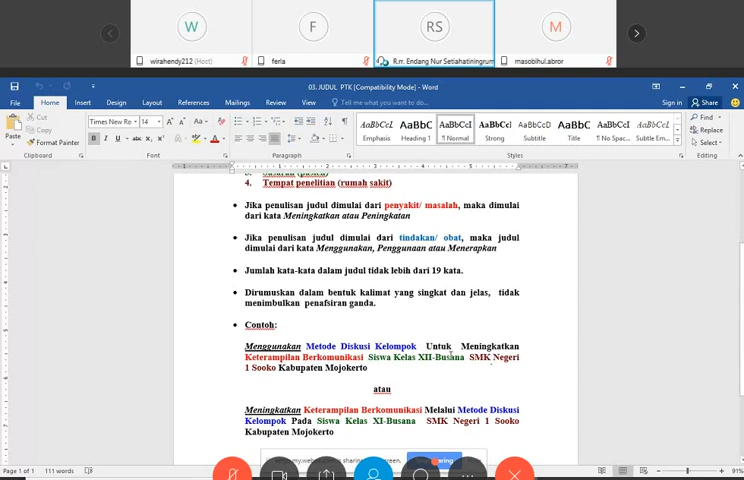 W
F
RS
M
wirahendy212 (Host)
ferla
R.rr. Endang Nur Setiahatiningrum
masobihul.abror
03. JUDUL PTK [Compatibility Mode] - Word
File Home Insert Design Layout References Mailings Review View Tell me what you want to do... Sign in Share
Paste
Cut
Copy
Format Painter
Clipboard
Times New Ro 14
Font
Paragraph
AaBbCcI AaBbC AaBbCcI AaBbCcl AaBbCcD AaBbC AaBbCcI AaBbCcI
Emphasis Heading 1 ¶ Normal Strong Subtitle Title ¶ No Spac... Subtle Em...
Styles
Find
Replace
Select
Editing
4. Tempat penelitian (rumah sakit)
• Jika penulisan judul dimulai dari penyakit/ masalah, maka dimulai
dari kata Meningkatkan atau Peningkatan
• Jika penulisan judul dimulai dari tindakan/ obat, maka judul
dimulai dari kata Menggunakan, Penggunaan atau Menerapkan
• Jumlah kata-kata dalam judul tidak lebih dari 19 kata.
• Dirumuskan dalam bentuk kalimat yang singkat dan jelas, tidak
menimbulkan penafsiran ganda.
• Contoh:
Menggunakan Metode Diskusi Kelompok Untuk Meningkatkan
Keterampilan Berkomunikasi Siswa Kelas XII-Busana SMK Negeri
1 Sooko Kabupaten Mojokerto
atau
Meningkatkan Keterampilan Berkomunikasi Melalui Metode Diskusi
Kelompok Pada Siswa Kelas XI-Busana SMK Negeri 1 Sooko
Kabupaten Mojokerto
Page 1 of 1 111 words
91%